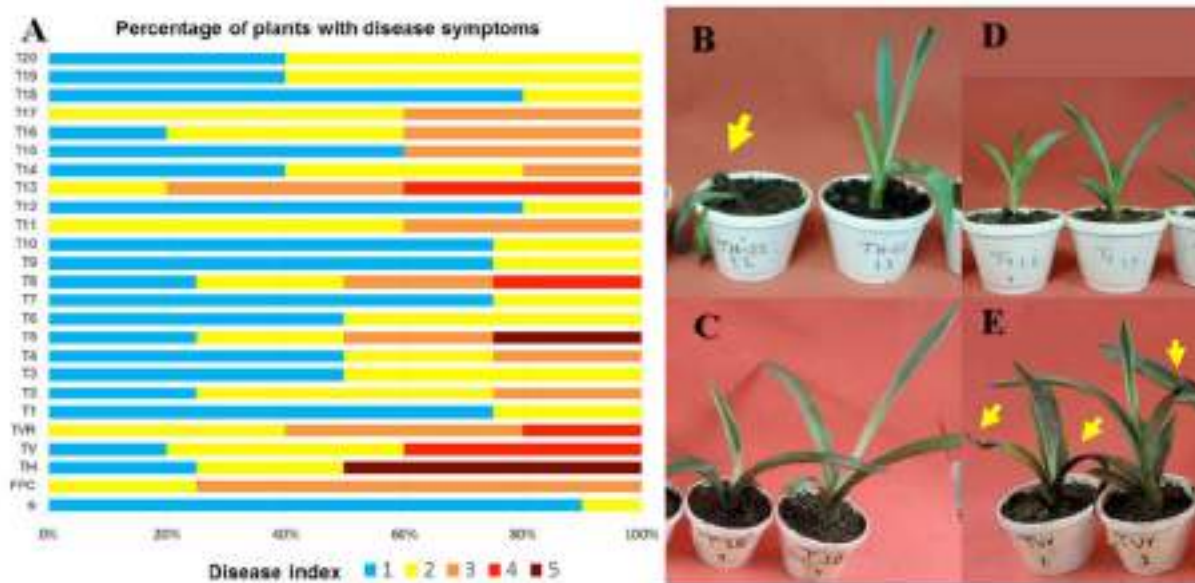 A
Percentage of plants with disease symptoms
T20
T19
T18
T17
T16
T15
T14
T13
T12
T11
T10
T9
T8
T7
T6
T5
T4
T3
T2
T1
TVR
TV
TH
PPC
0% 20% 40% 60% 80% 100%
Disease index 1 2 3 4 5
B
D
C
E